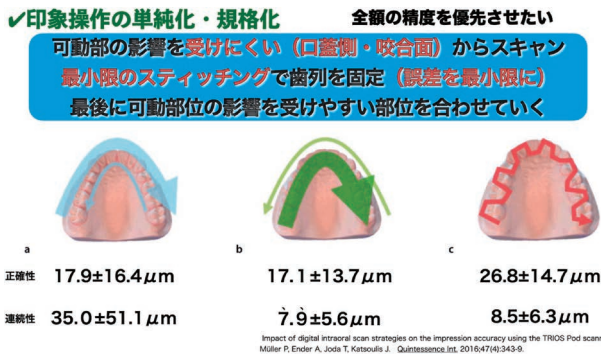 ✓印象操作の単純化・規格化
全額の精度を優先させたい
可動部の影響を受けにくい（口蓋側・咬合面）からスキャン
最小限のスティッチングで歯列を固定（誤差を最小限に）
最後に可動部位の影響を受けやすい部位を合わせていく
a b c
正確性 17.9±16.4μm 17.1±13.7μm 26.8±14.7μm
連続性 35.0±51.1μm 7.9±5.6μm 8.5±6.3μm
Impact of digital intraoral scan strategies on the impression accuracy using the TRIOS Pod scann
Müller P, Ender A, Joda T, Katsoulis J. Quintessence Int. 2016;47(4):343-9.